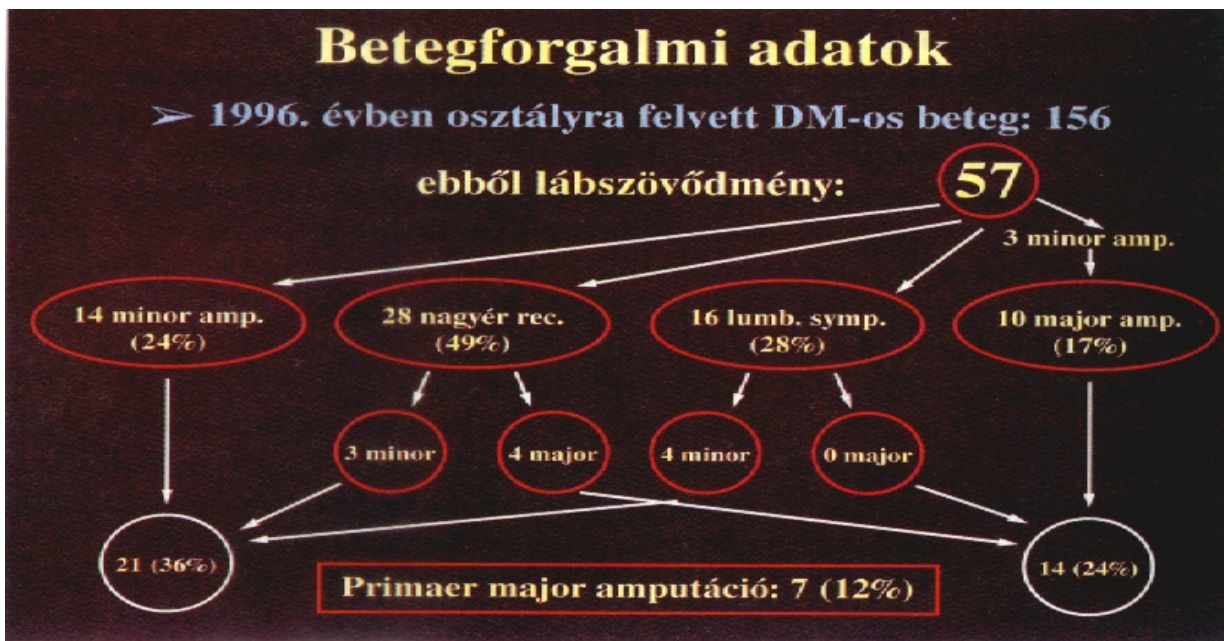 Betegforgalmi adatok
➢ 1996. évben osztályra felvett DM-os beteg: 156
ebből lábszövődmény:
57
3 minor amp.
14 minor amp.
(24%)
28 nagyér rec.
(49%)
16 lumb. symp.
(28%)
10 major amp.
(17%)
3 minor
4 major
4 minor
0 major
21 (36%)
14 (24%)
Primaer major amputáció: 7 (12%)